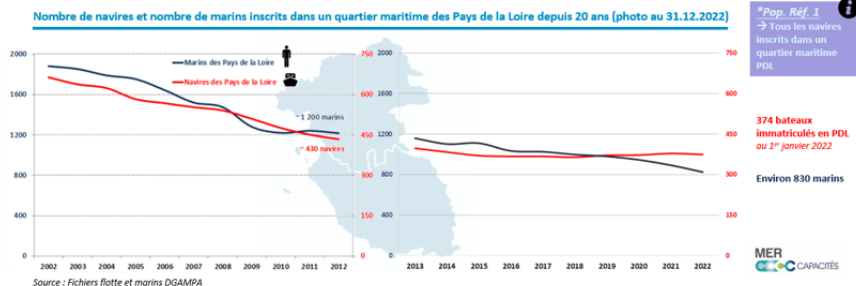 Nombre de navires et nombre de marins inscrits dans un quartier maritime des Pays de la Loire depuis 20 ans (photo au 31.12.2022)
*Pop. Réf. 1
→ Tous les navires
inscrits dans un
quartier maritime
PDL
i
2000
1600
1200
800
400
0
Marins des Pays de la Loire
Navires des Pays de la Loire
~ 1 200 marins
~ 430 navires
750
600
450
300
150
0
2002 2003 2004 2005 2006 2007 2008 2009 2010 2011 2012
2000
1600
1200
800
400
0
750
600
450
300
150
0
2013 2014 2015 2016 2017 2018 2019 2020 2021 2022
374 bateaux
immatriculés en PDL
au 1er janvier 2022
Environ 830 marins
MER
CAPACITÉS
Source : Fichiers flotte et marins DGAMPA